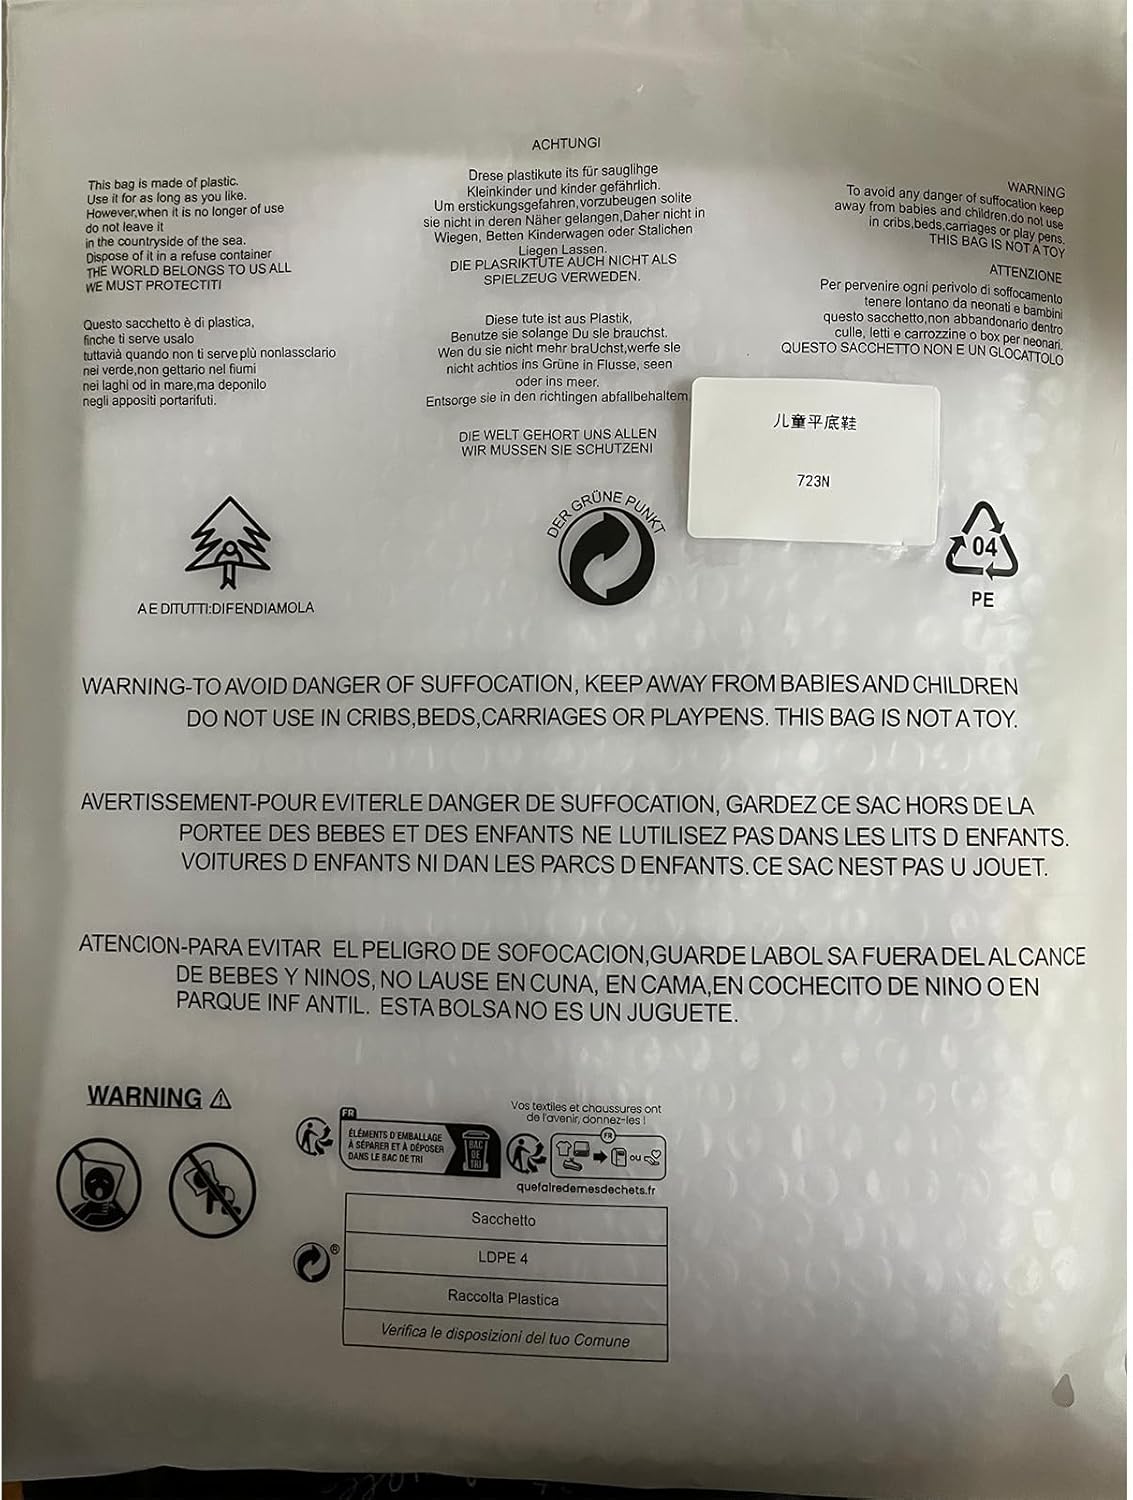 This bag is made of plastic.
Use it for as long as you like.
However,when it is no longer of use
do not leave it
in the countryside of the sea.
Dispose of it in a refuse container
THE WORLD BELONGS TO US ALL
WE MUST PROTECTITI
Questo sacchetto è di plastica,
finche ti serve usalo
tuttavià quando non ti serve plù nonlassclario
nei verde,non gettario nel fiumi
nei laghi od in mare,ma deponilo
negli appositi portarifuti.
ACHTUNGI
Drese plastikute its für sauglihge
Kleinkinder und kinder gefährlich.
Um erstickungsgefahren,vorzubeugen solite
sie nicht in deren Näher gelangen,Daher nicht in
Wiegen, Betten Kinderwagen oder Stalichen
Liegen Lassen.
DIE PLASRIKTUTE AUCH NICHT ALS
SPIELZEUG VERWEDEN.
Diese tute ist aus Plastik,
Benutze sie solange Du sle brauchst.
Wen du sie nicht mehr braUchst,werfe sle
nicht achtios ins Grüne in Flusse, seen
oder ins meer.
Entsorge sie in den richtingen abfallbehaltem
DIE WELT GEHORT UNS ALLEN
WIR MUSSEN SIE SCHUTZENI
WARNING
To avoid any danger of suffocation keep
away from babies and children.do not use
in cribs,beds,carriages or play pens.
THIS BAG IS NOT A TOY
ATTENZIONE
Per pervenire ogni perivolo di soffocamento
tenere lontano da neonati e bambini
questo sacchetto,non abbandonario dentro
culle, letti e carrozzine o box per neonari.
QUESTO SACCHETTO NON E UN GLOCATTOLO
儿童平底鞋
723N
A E DITUTTI:DIFENDIAMOLA
DER GRÜNE PUNKT
04
PE
WARNING-TO AVOID DANGER OF SUFFOCATION, KEEP AWAY FROM BABIES AND CHILDREN
DO NOT USE IN CRIBS,BEDS,CARRIAGES OR PLAYPENS. THIS BAG IS NOT A TOY.
AVERTISSEMENT-POUR EVITERLE DANGER DE SUFFOCATION, GARDEZ CE SAC HORS DE LA
PORTEE DES BEBES ET DES ENFANTS NE LUTILISEZ PAS DANS LES LITS D ENFANTS.
VOITURES D ENFANTS NI DAN LES PARCS D ENFANTS. CE SAC NEST PAS U JOUET.
ATENCION-PARA EVITAR EL PELIGRO DE SOFOCACION,GUARDE LABOL SA FUERA DEL AL CANCE
DE BEBES Y NINOS, NO LAUSE EN CUNA, EN CAMA,EN COCHECITO DE NINO O EN
PARQUE INF ANTIL. ESTA BOLSA NO ES UN JUGUETE.
WARNING
FR
ÉLÉMENTS D'EMBALLAGE
À SÉPARER ET À DÉPOSER
DANS LE BAC DE TRI
BAC
DE
TRI
Vos textiles et chaussures ont
de l'avenir, donnez-les !
FR
ou
quefairedemesdechets.fr
®
Sacchetto
LDPE 4
Raccolta Plastica
Verifica le disposizioni del tuo Comune